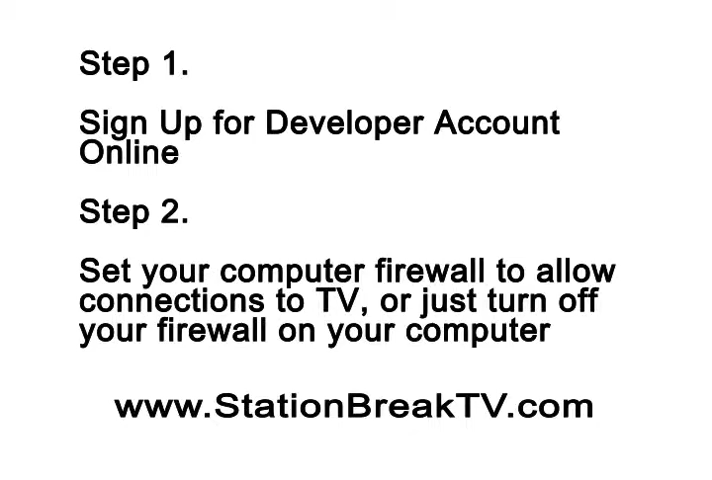 Step 1.
Sign Up for Developer Account
Online
Step 2.
Set your computer firewall to allow
connections to TV, or just turn off
your firewall on your computer
www.StationBreakTV.com